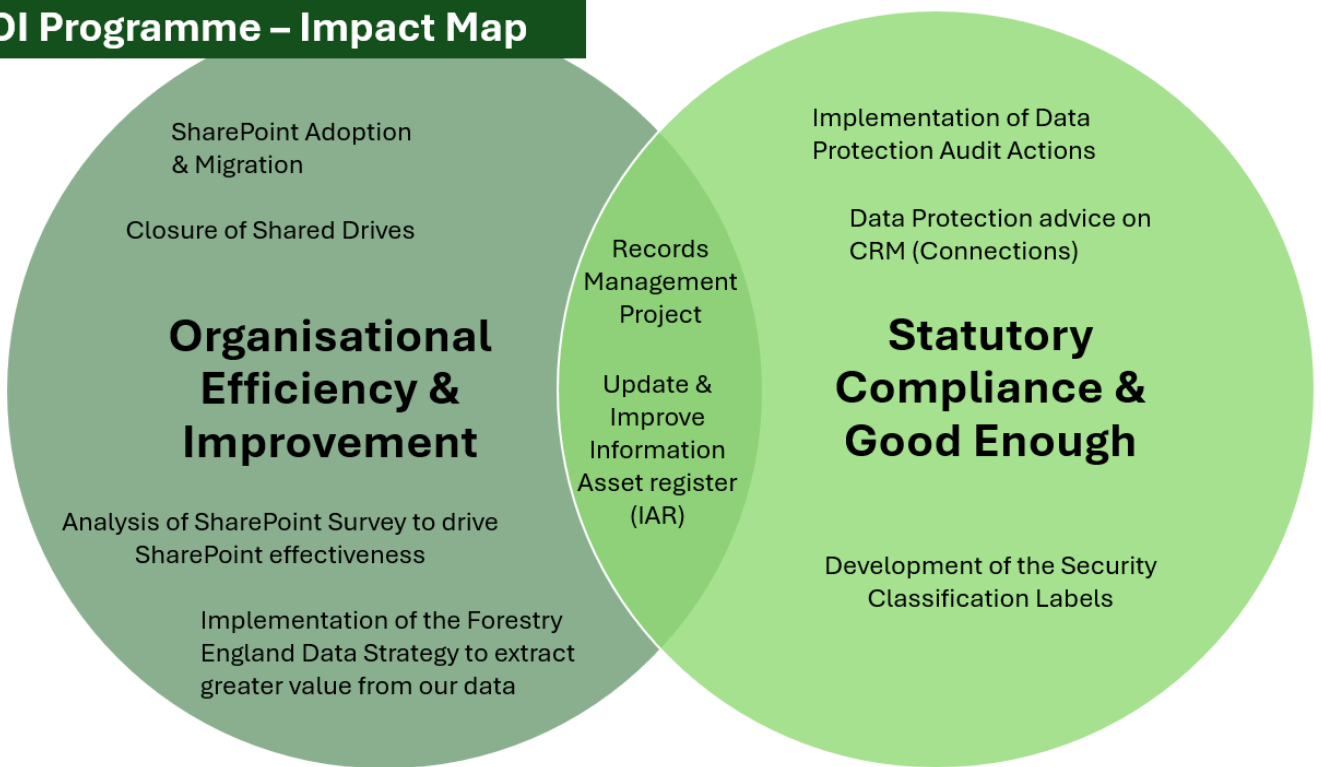 OI Programme – Impact Map
SharePoint Adoption
& Migration
Closure of Shared Drives
Organisational
Efficiency &
Improvement
Analysis of SharePoint Survey to drive
SharePoint effectiveness
Implementation of the Forestry
England Data Strategy to extract
greater value from our data
Records
Management
Project
Update &
Improve
Information
Asset register
(IAR)
Implementation of Data
Protection Audit Actions
Data Protection advice on
CRM (Connections)
Statutory
Compliance &
Good Enough
Development of the Security
Classification Labels